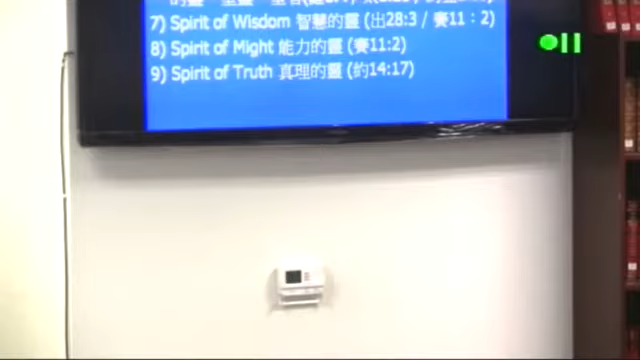 7) Spirit of Wisdom 智慧的靈 (出28:3 / 賽11：2)
8) Spirit of Might 能力的靈 (賽11:2)
9) Spirit of Truth 真理的靈 (約14:17)